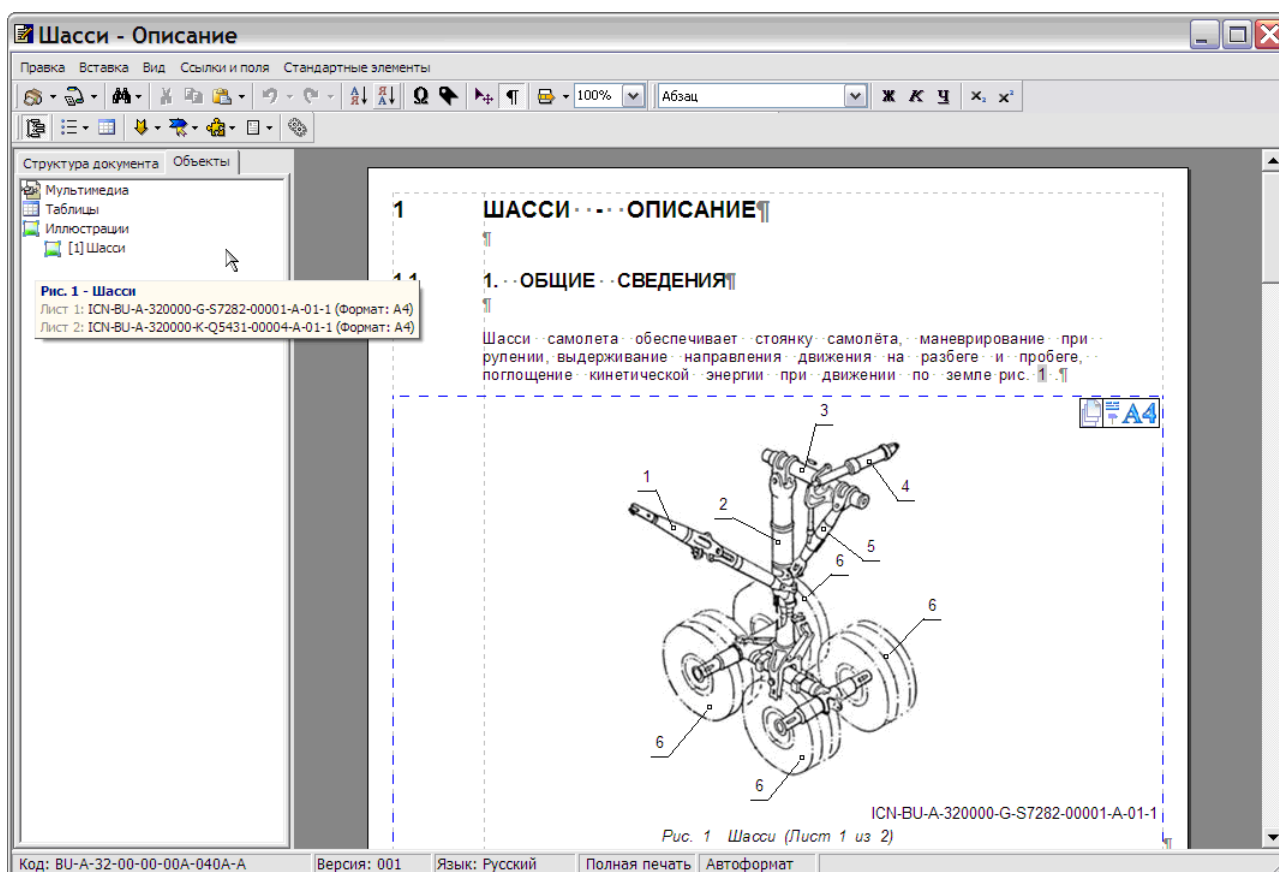 Шасси - Описание
Правка Вставка Вид Ссылки и поля Стандартные элементы
100% Абзац Ж К Ч x₂ x²
Структура документа Объекты
Мультимедиа
Таблицы
Иллюстрации
[1] Шасси
Рис. 1 - Шасси
Лист 1: ICN-BU-A-320000-G-S7282-00001-A-01-1 (Формат: A4)
Лист 2: ICN-BU-A-320000-K-Q5431-00004-A-01-1 (Формат: A4)
1 ШАССИ - ОПИСАНИЕ¶
¶
1.1 1. ОБЩИЕ СВЕДЕНИЯ¶
¶
Шасси самолета обеспечивает стоянку самолёта, маневрирование при
рулении, выдерживание направления движения на разбеге и пробеге,
поглощение кинетической энергии при движении по земле рис. 1 .¶
A4
3
4
1
2
5
6
6
6
6
ICN-BU-A-320000-G-S7282-00001-A-01-1
Рис. 1 Шасси (Лист 1 из 2)
¶
Код: BU-A-32-00-00-00A-040A-A Версия: 001 Язык: Русский Полная печать Автоформат